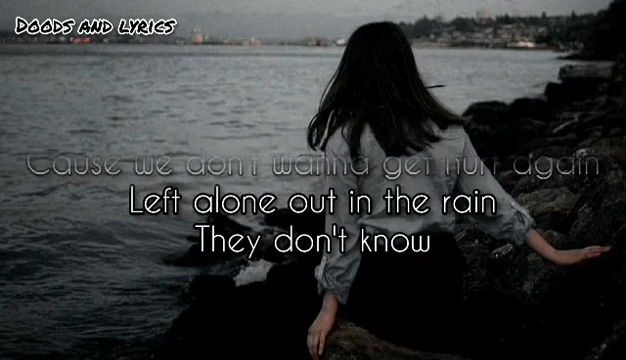 Doods and lyrics
Cause we don't wanna get hurt again
Left alone out in the rain
They don't know